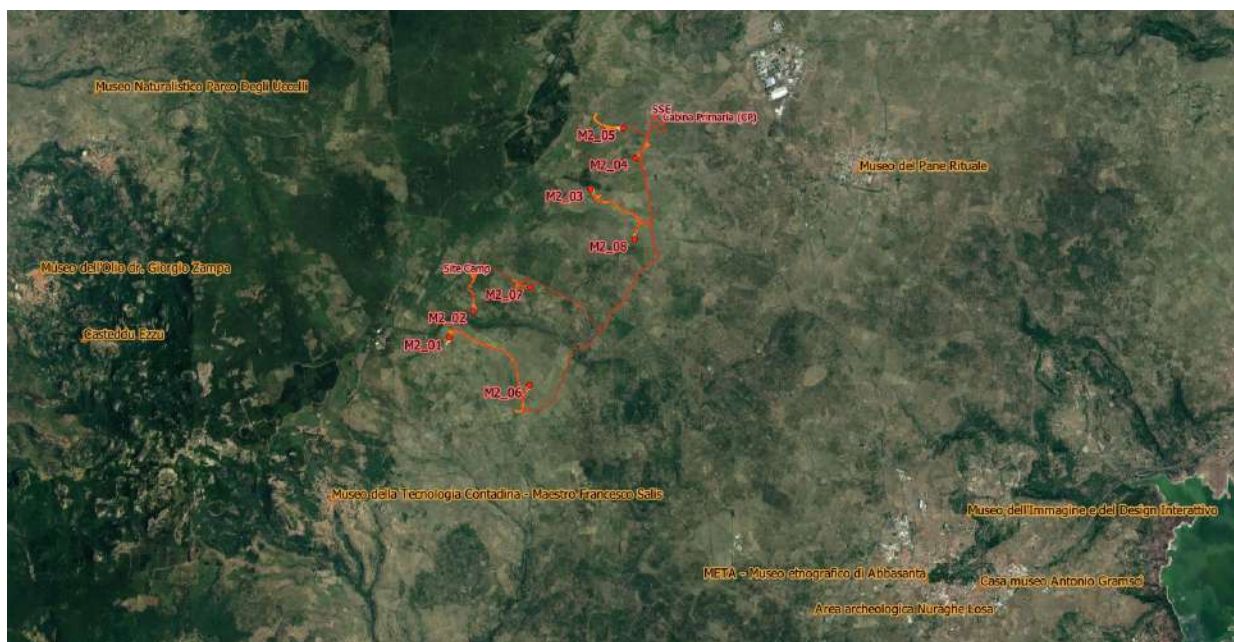 Museo Naturalistico Parco Degli Uccelli
SSE
Cabina Primaria (CP)
M2_05
M2_04
Museo del Pane Rituale
M2_03
M2_08
Museo dell'Olio dr. Giorgio Zampa
Site Camp
M2_07
M2_02
Casteddu Ezzu
M2_01
M2_06
Museo della Tecnologia Contadina - Maestro Francesco Salis
Museo dell'Immagine e del Design Interattivo
META - Museo etnografico di Abbasanta
Casa museo Antonio Gramsci
Area archeologica Nuraghe Losa